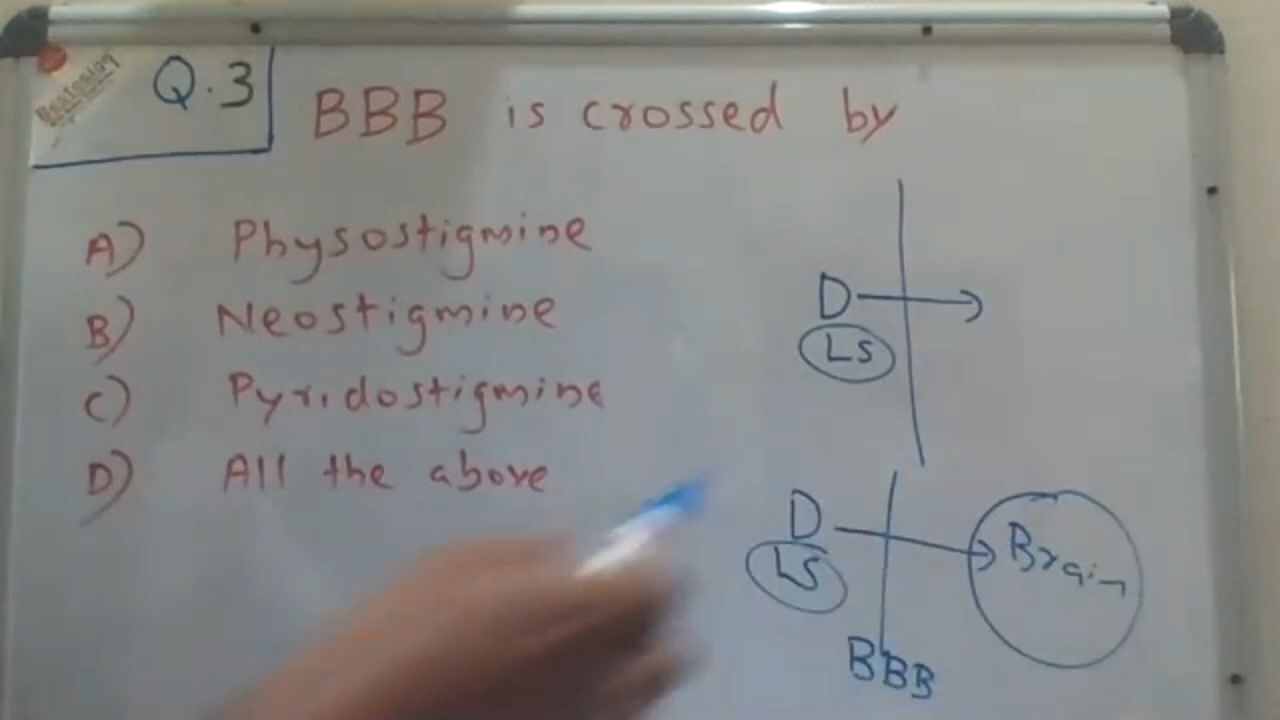 Q.3
BBB is crossed by
A) Physostigmine
B) Neostigmine
C) Pyridostigmine
D) All the above
D
LS
D
LS
Brain
BBB